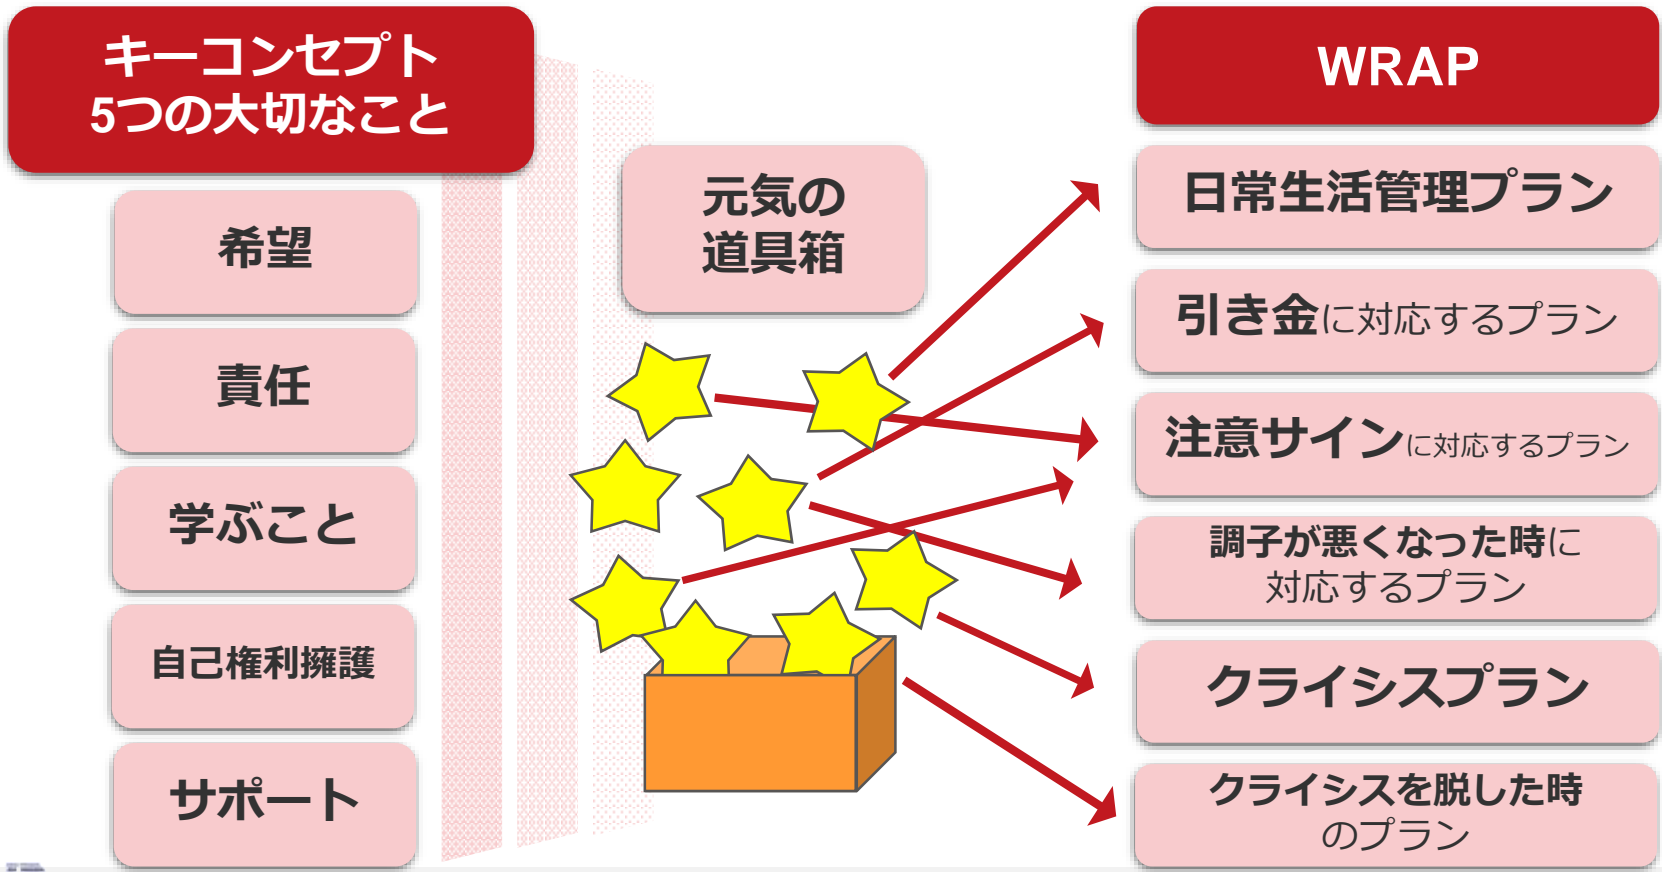 キーコンセプト
5つの大切なこと
希望
責任
学ぶこと
自己権利擁護
サポート
元気の
道具箱
WRAP
日常生活管理プラン
引き金に対応するプラン
注意サインに対応するプラン
調子が悪くなった時に
対応するプラン
クライシスプラン
クライシスを脱した時
のプラン